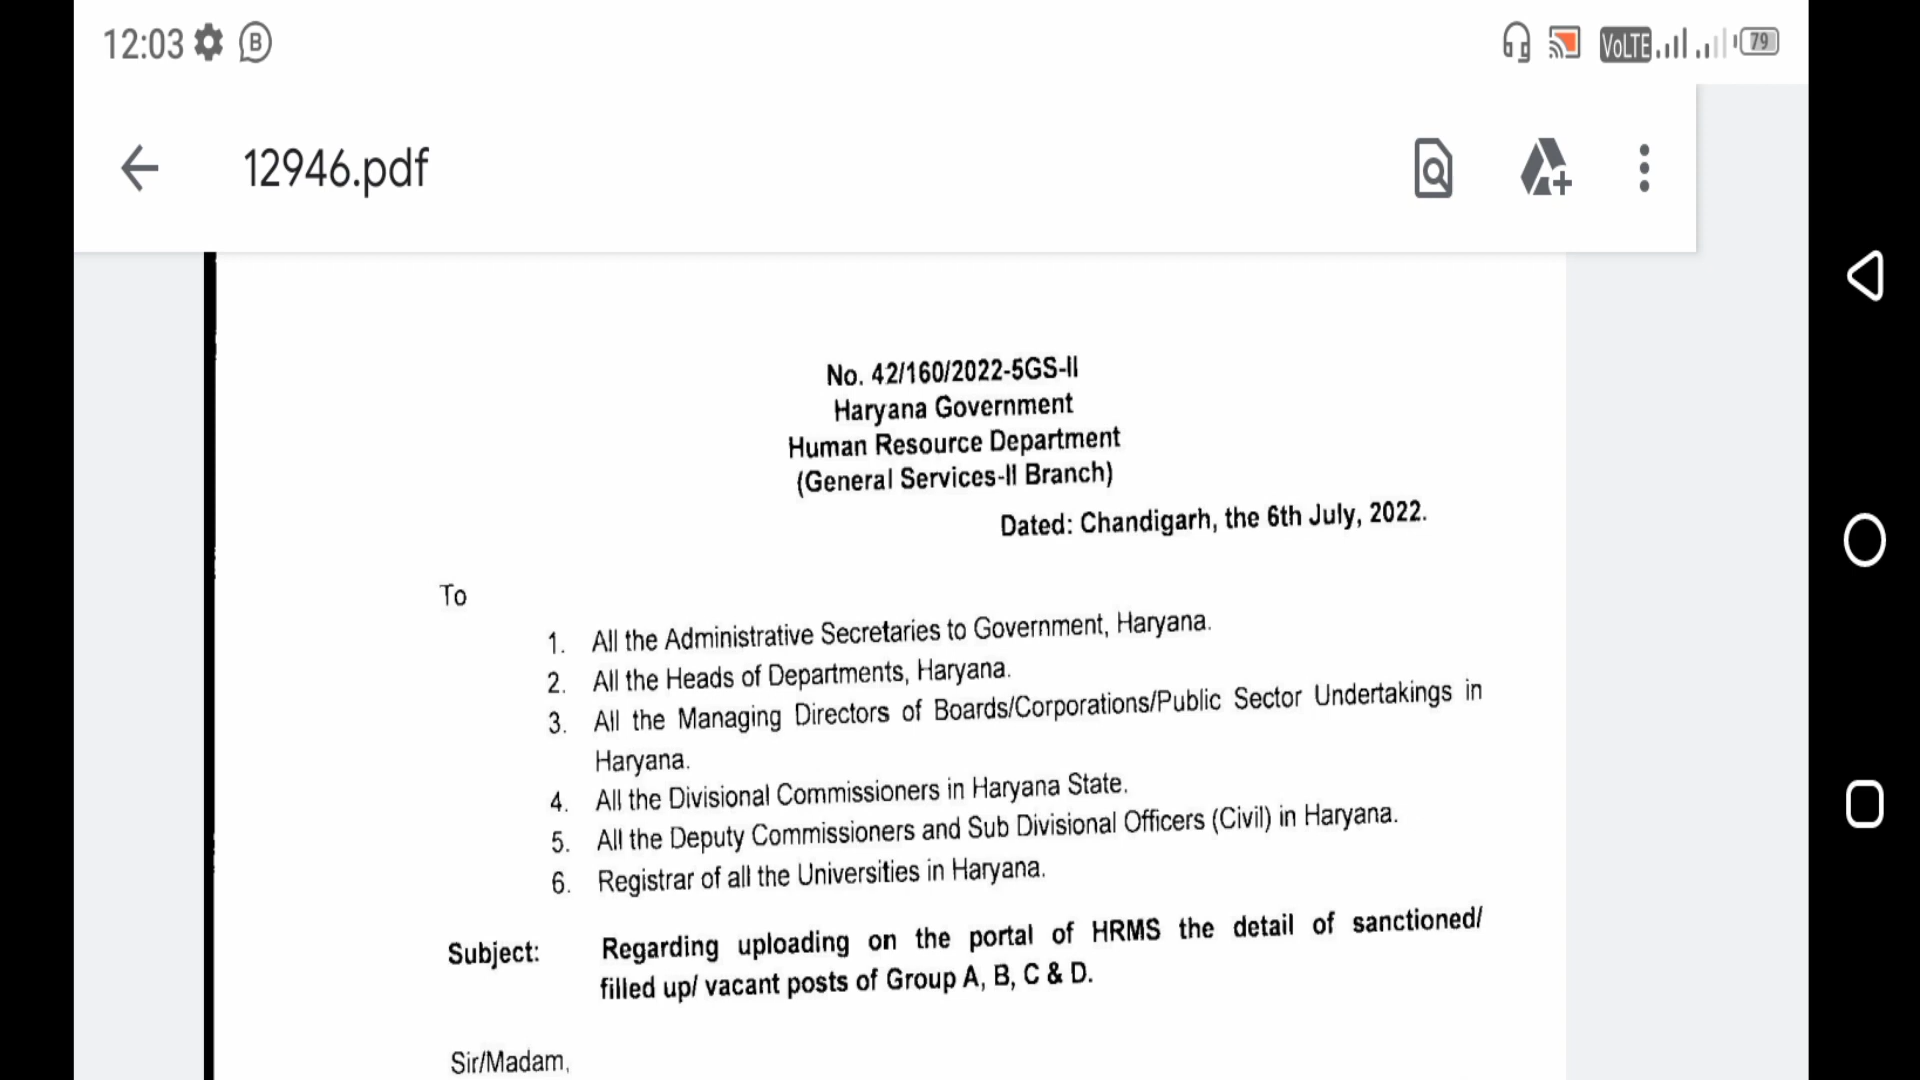 12:03
B
VoLTE
79
12946.pdf
No. 42/160/2022-5GS-II
Haryana Government
Human Resource Department
(General Services-II Branch)
Dated: Chandigarh, the 6th July, 2022.
To
1. All the Administrative Secretaries to Government, Haryana.
2. All the Heads of Departments, Haryana.
3. All the Managing Directors of Boards/Corporations/Public Sector Undertakings in
Haryana.
4. All the Divisional Commissioners in Haryana State.
5. All the Deputy Commissioners and Sub Divisional Officers (Civil) in Haryana.
6. Registrar of all the Universities in Haryana.
Subject: Regarding uploading on the portal of HRMS the detail of sanctioned/
filled up/ vacant posts of Group A, B, C & D.
Sir/Madam,